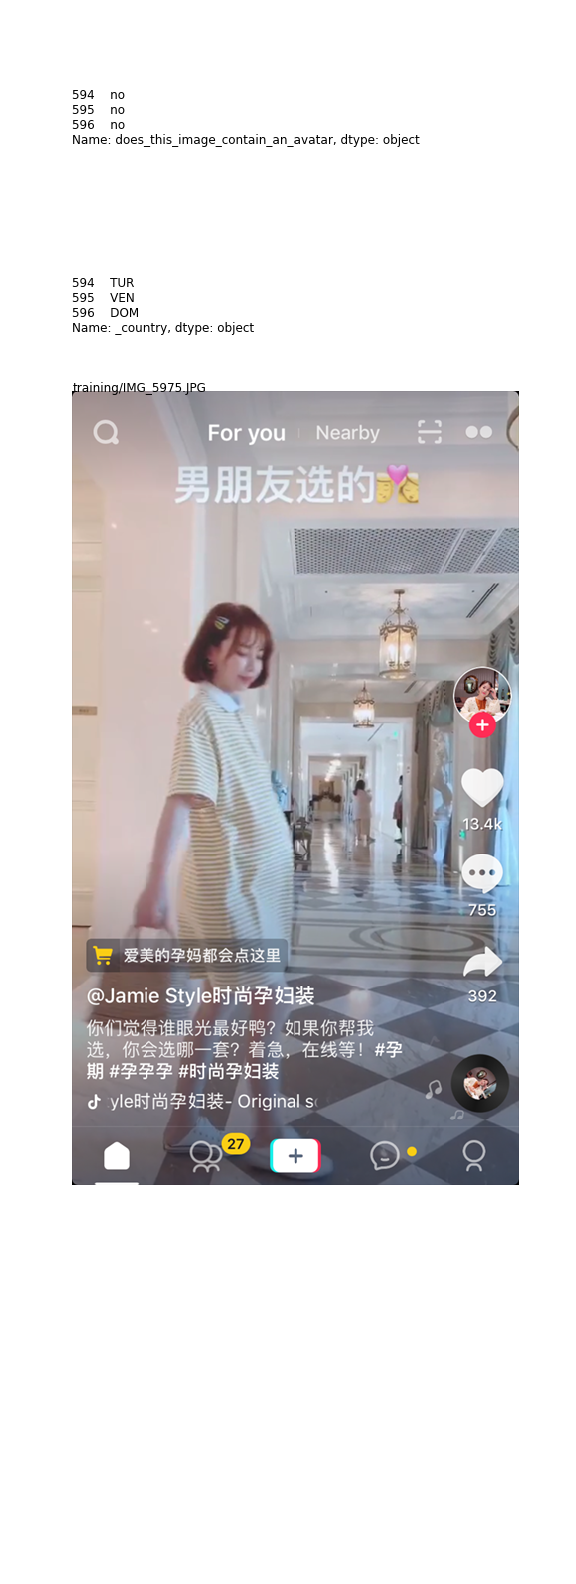 594    no
595    no
596    no
Name: does_this_image_contain_an_avatar, dtype: object
594    TUR
595    VEN
596    DOM
Name: _country, dtype: object
training/IMG_5975.JPG
For you
Nearby
男朋友选的
13.4k
755
392
爱美的孕妈都会点这里
@Jamie Style时尚孕妇装
你们觉得谁眼光最好鸭？如果你帮我
选，你会选哪一套？着急，在线等！#孕
期 #孕孕孕 #时尚孕妇装
yle时尚孕妇装- Original s
27